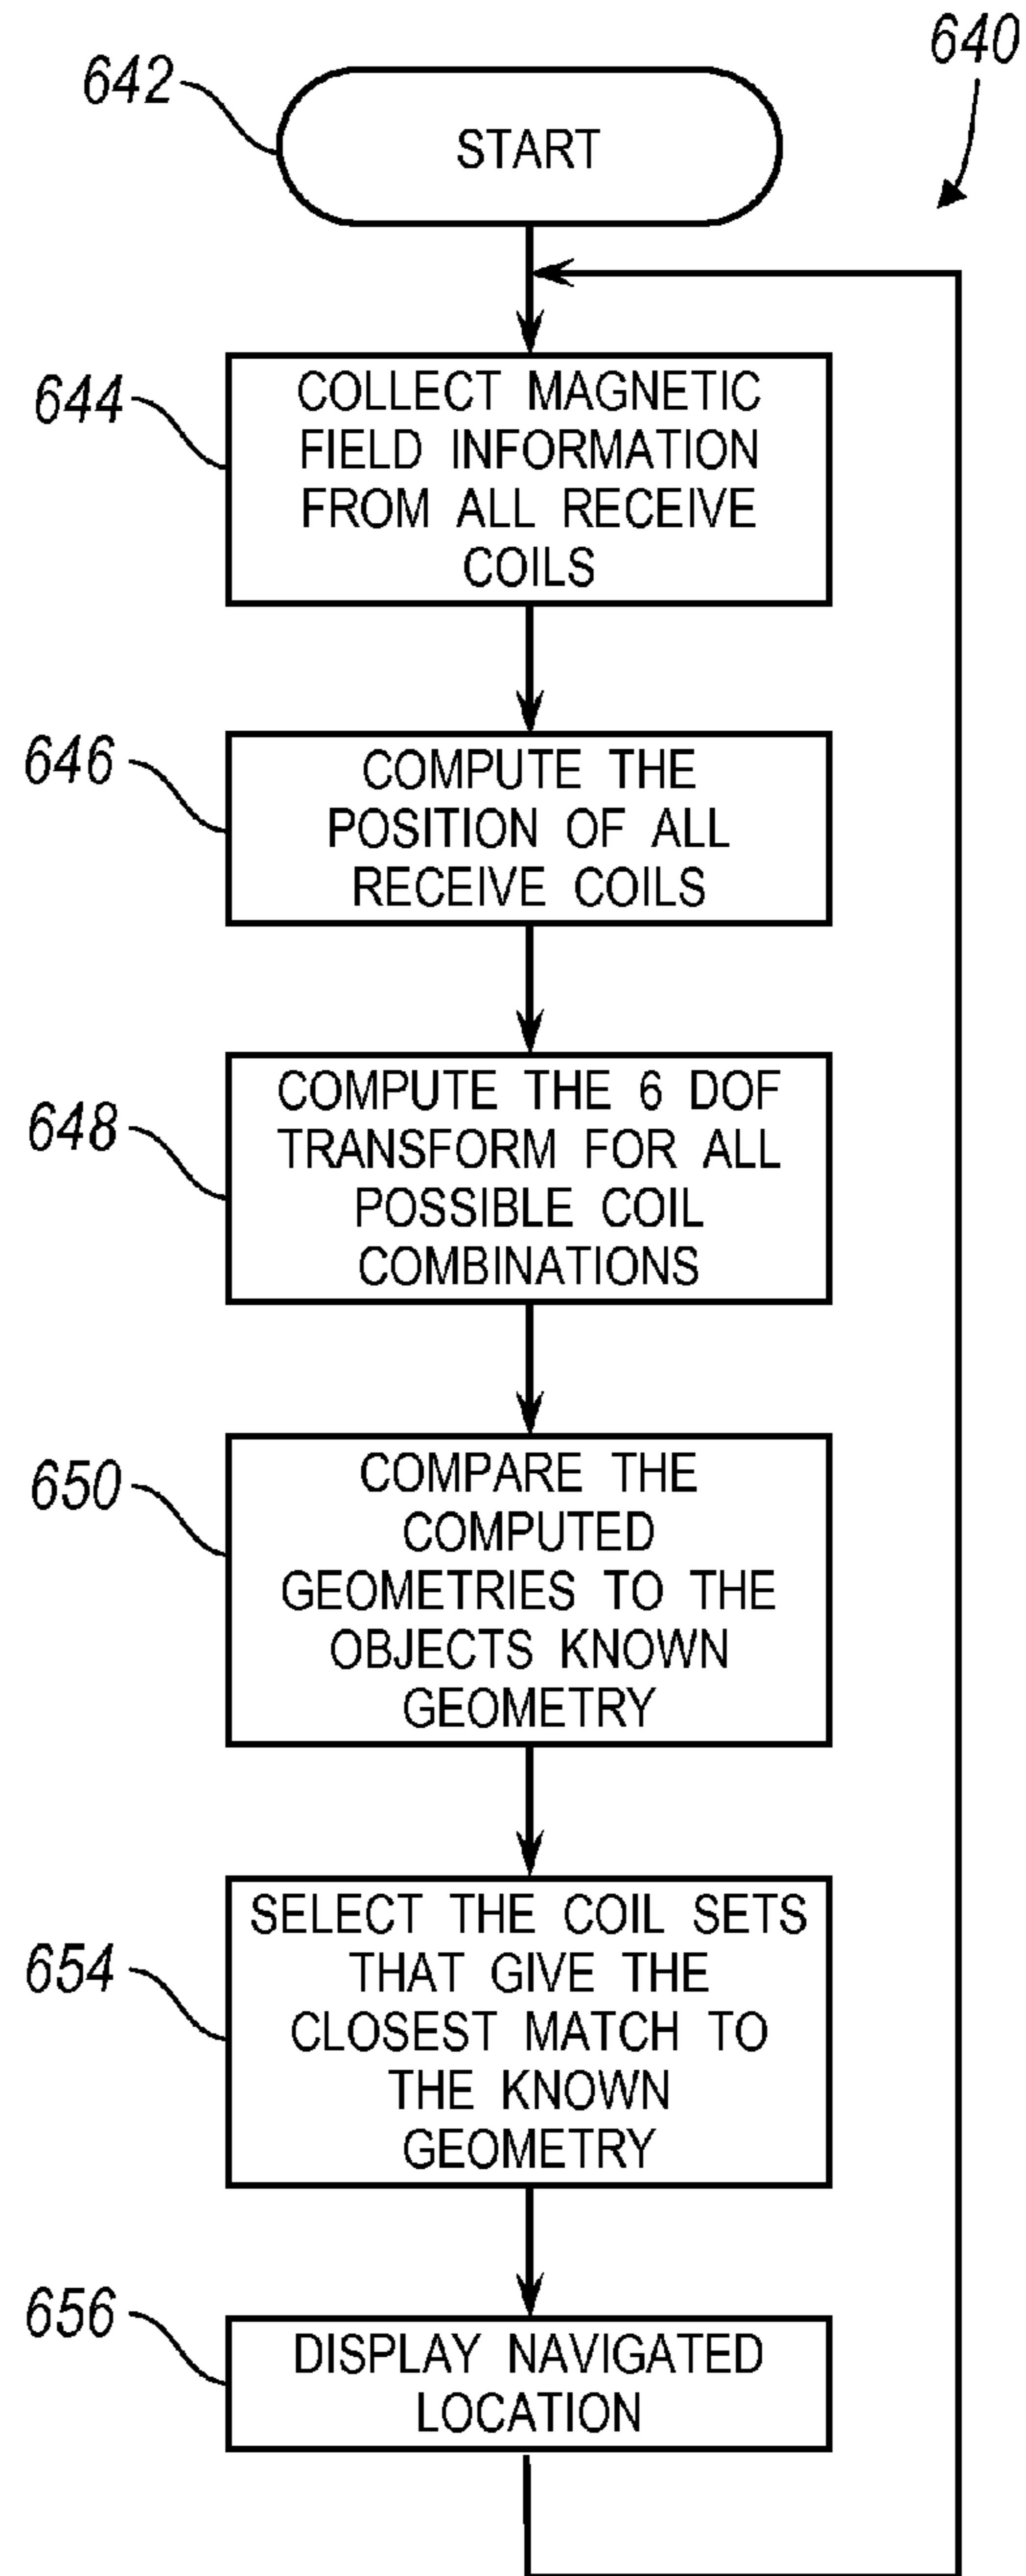 640
642
START
644
COLLECT MAGNETIC
FIELD INFORMATION
FROM ALL RECEIVE
COILS
646
COMPUTE THE
POSITION OF ALL
RECEIVE COILS
648
COMPUTE THE 6 DOF
TRANSFORM FOR ALL
POSSIBLE COIL
COMBINATIONS
650
COMPARE THE
COMPUTED
GEOMETRIES TO THE
OBJECTS KNOWN
GEOMETRY
654
SELECT THE COIL SETS
THAT GIVE THE
CLOSEST MATCH TO
THE KNOWN
GEOMETRY
656
DISPLAY NAVIGATED
LOCATION